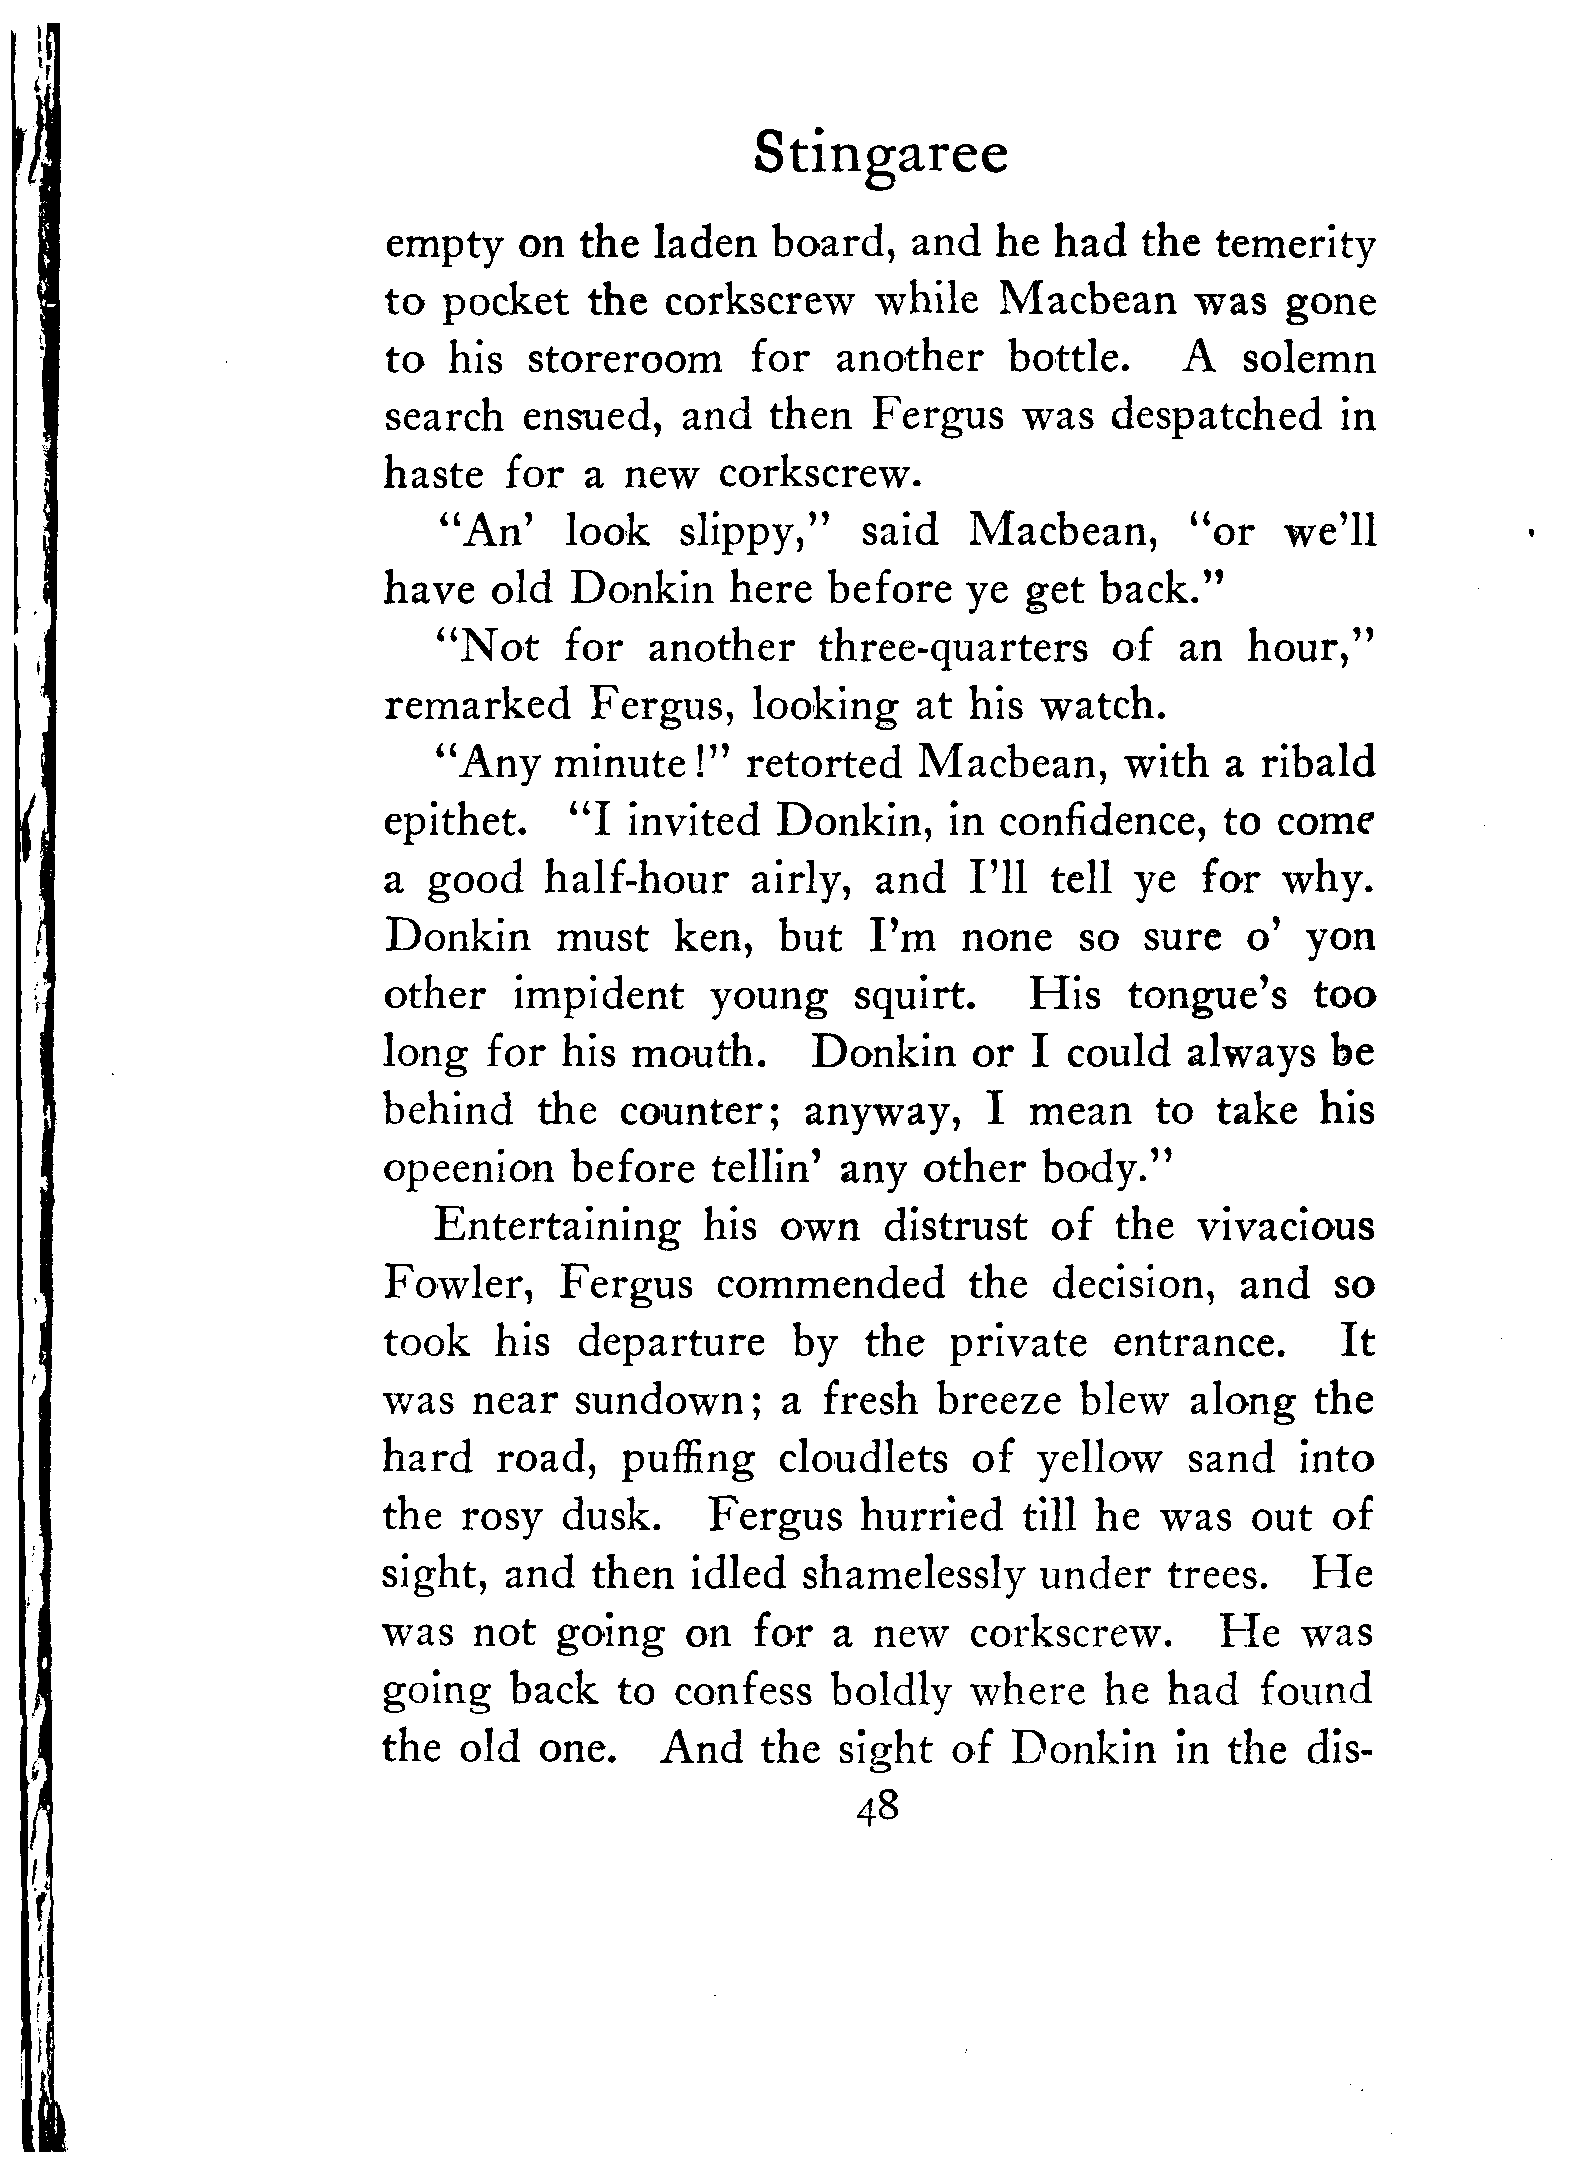 Stingaree
empty on the laden board, and he had the temerity
to pocket the corkscrew while Macbean was gone
to his storeroom for another bottle. A solemn
search ensued, and then Fergus was despatched in
haste for a new corkscrew.
"An' look slippy," said Macbean, "or we'll
have old Donkin here before ye get back."
"Not for another three-quarters of an hour,"
remarked Fergus, looking at his watch.
"Any minute!" retorted Macbean, with a ribald
epithet. "I invited Donkin, in confidence, to come
a good half-hour airly, and I'll tell ye for why.
Donkin must ken, but I'm none so sure o' yon
other impident young squirt. His tongue's too
long for his mouth. Donkin or I could always be
behind the counter; anyway, I mean to take his
opeenion before tellin' any other body."
Entertaining his own distrust of the vivacious
Fowler, Fergus commended the decision, and so
took his departure by the private entrance. It
was near sundown; a fresh breeze blew along the
hard road, puffing cloudlets of yellow sand into
the rosy dusk. Fergus hurried till he was out of
sight, and then idled shamelessly under trees. He
was not going on for a new corkscrew. He was
going back to confess boldly where he had found
the old one. And the sight of Donkin in the dis-
48